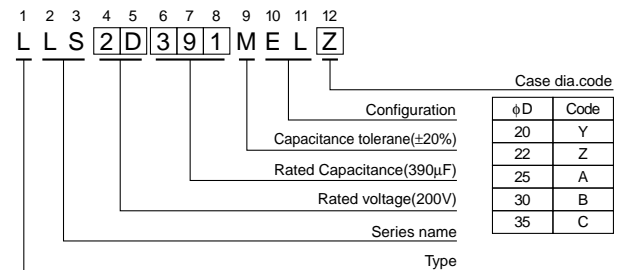 1 2 3 4 5 6 7 8 9 10 11 12
L L S 2 D 3 9 1 M E L Z
Case dia.code
Configuration
Capacitance tolerane(±20%)
Rated Capacitance(390μF)
Rated voltage(200V)
Series name
Type
φD Code
20 Y
22 Z
25 A
30 B
35 C